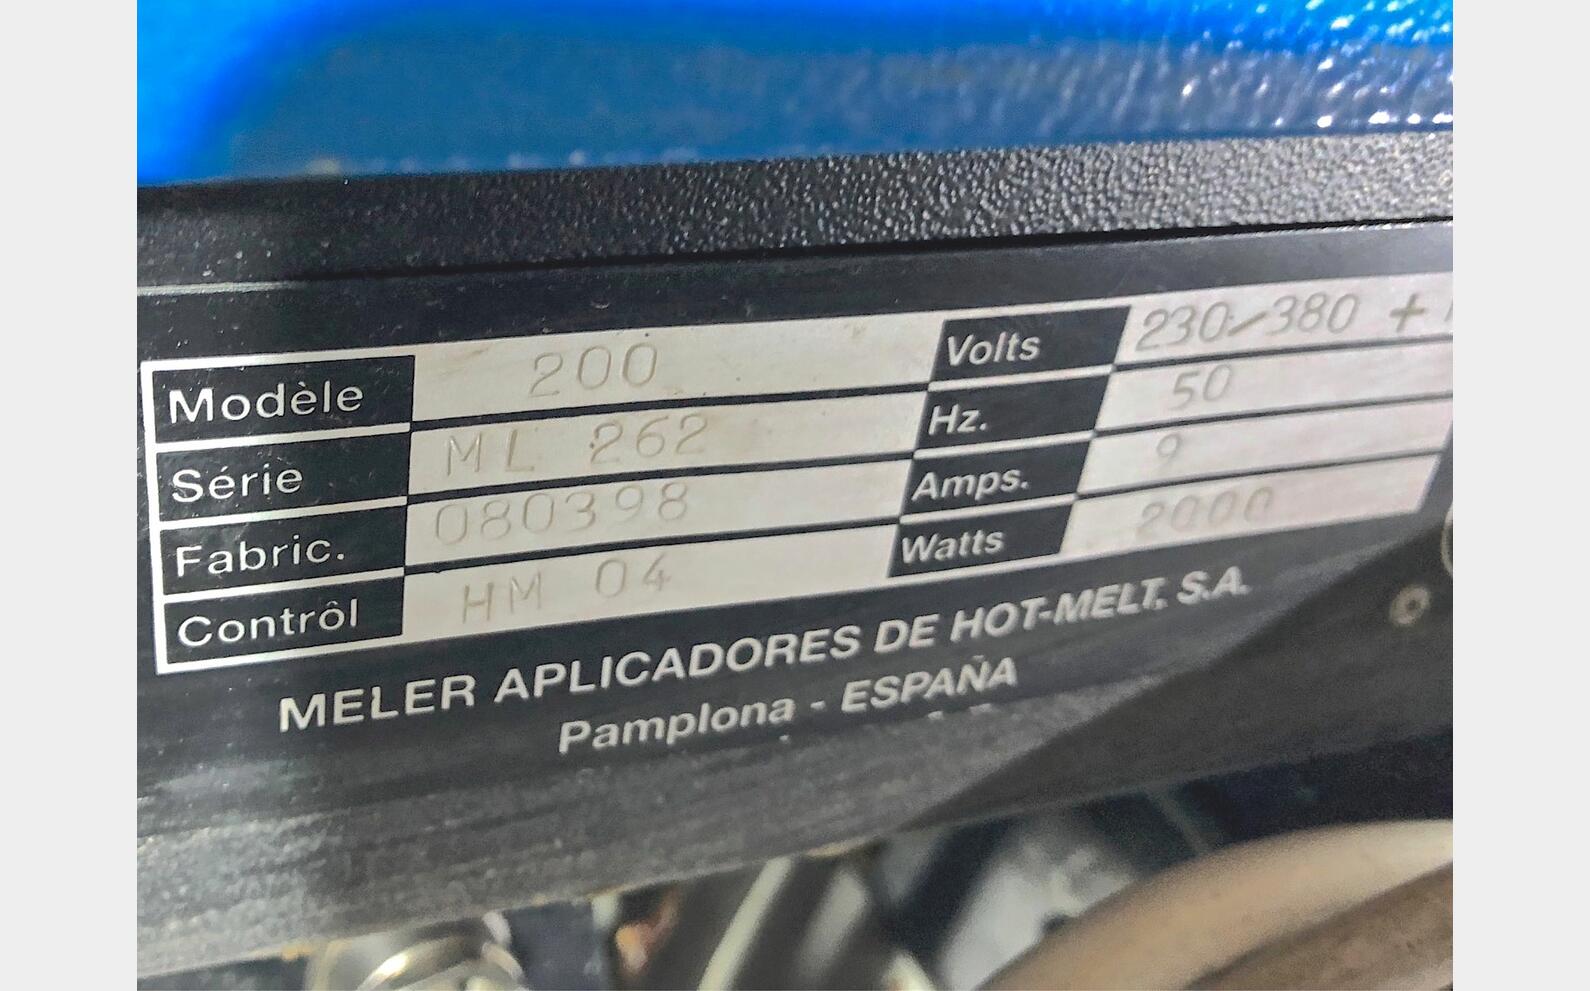 Modèle 200 Volts 230/380 +
Série ML 262 Hz. 50
Fabric. 080398 Amps. 9
Contrôl HM 04 Watts 2000
MELER APLICADORES DE HOT-MELT, S.A.
Pamplona - ESPAÑA